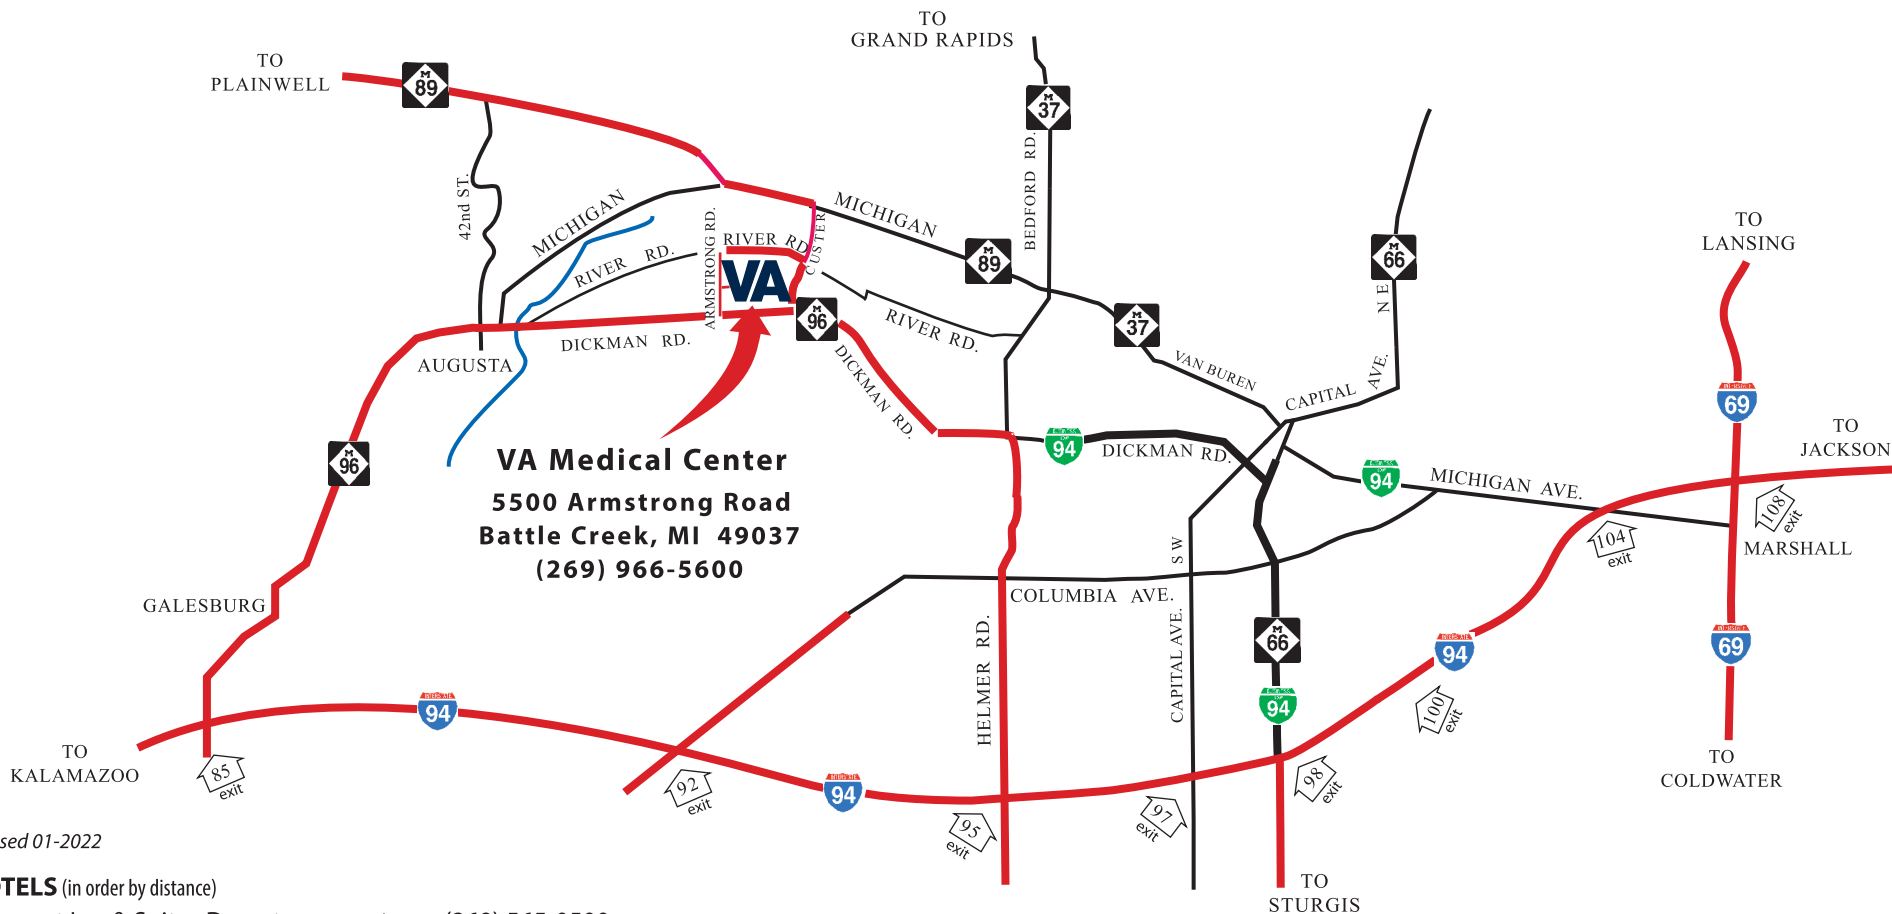 TO
GRAND RAPIDS
TO
PLAINWELL
M
89
M
37
42nd ST.
MICHIGAN
RIVER RD.
ARMSTRONG RD.
RIVER RD.
CUSTER
VA
MICHIGAN
BEDFORD RD.
M
89
M
66
N E
TO
LANSING
M
96
RIVER RD.
M
37
VAN BUREN
CAPITAL AVE.
DICKMAN RD.
AUGUSTA
DICKMAN RD.
INTERSTATE
69
TO
JACKSON
94
DICKMAN RD.
94
MICHIGAN AVE.
M
96
VA Medical Center
5500 Armstrong Road
Battle Creek, MI 49037
(269) 966-5600
108
exit
104
exit
MARSHALL
S W
COLUMBIA AVE.
GALESBURG
HELMER RD.
CAPITAL AVE.
M
66
INTERSTATE
94
INTERSTATE
69
INTERSTATE
94
94
100
exit
TO
KALAMAZOO
85
exit
92
exit
INTERSTATE
94
95
exit
97
exit
98
exit
TO
COLDWATER
sed 01-2022
TELS (in order by distance)
TO
STURGIS